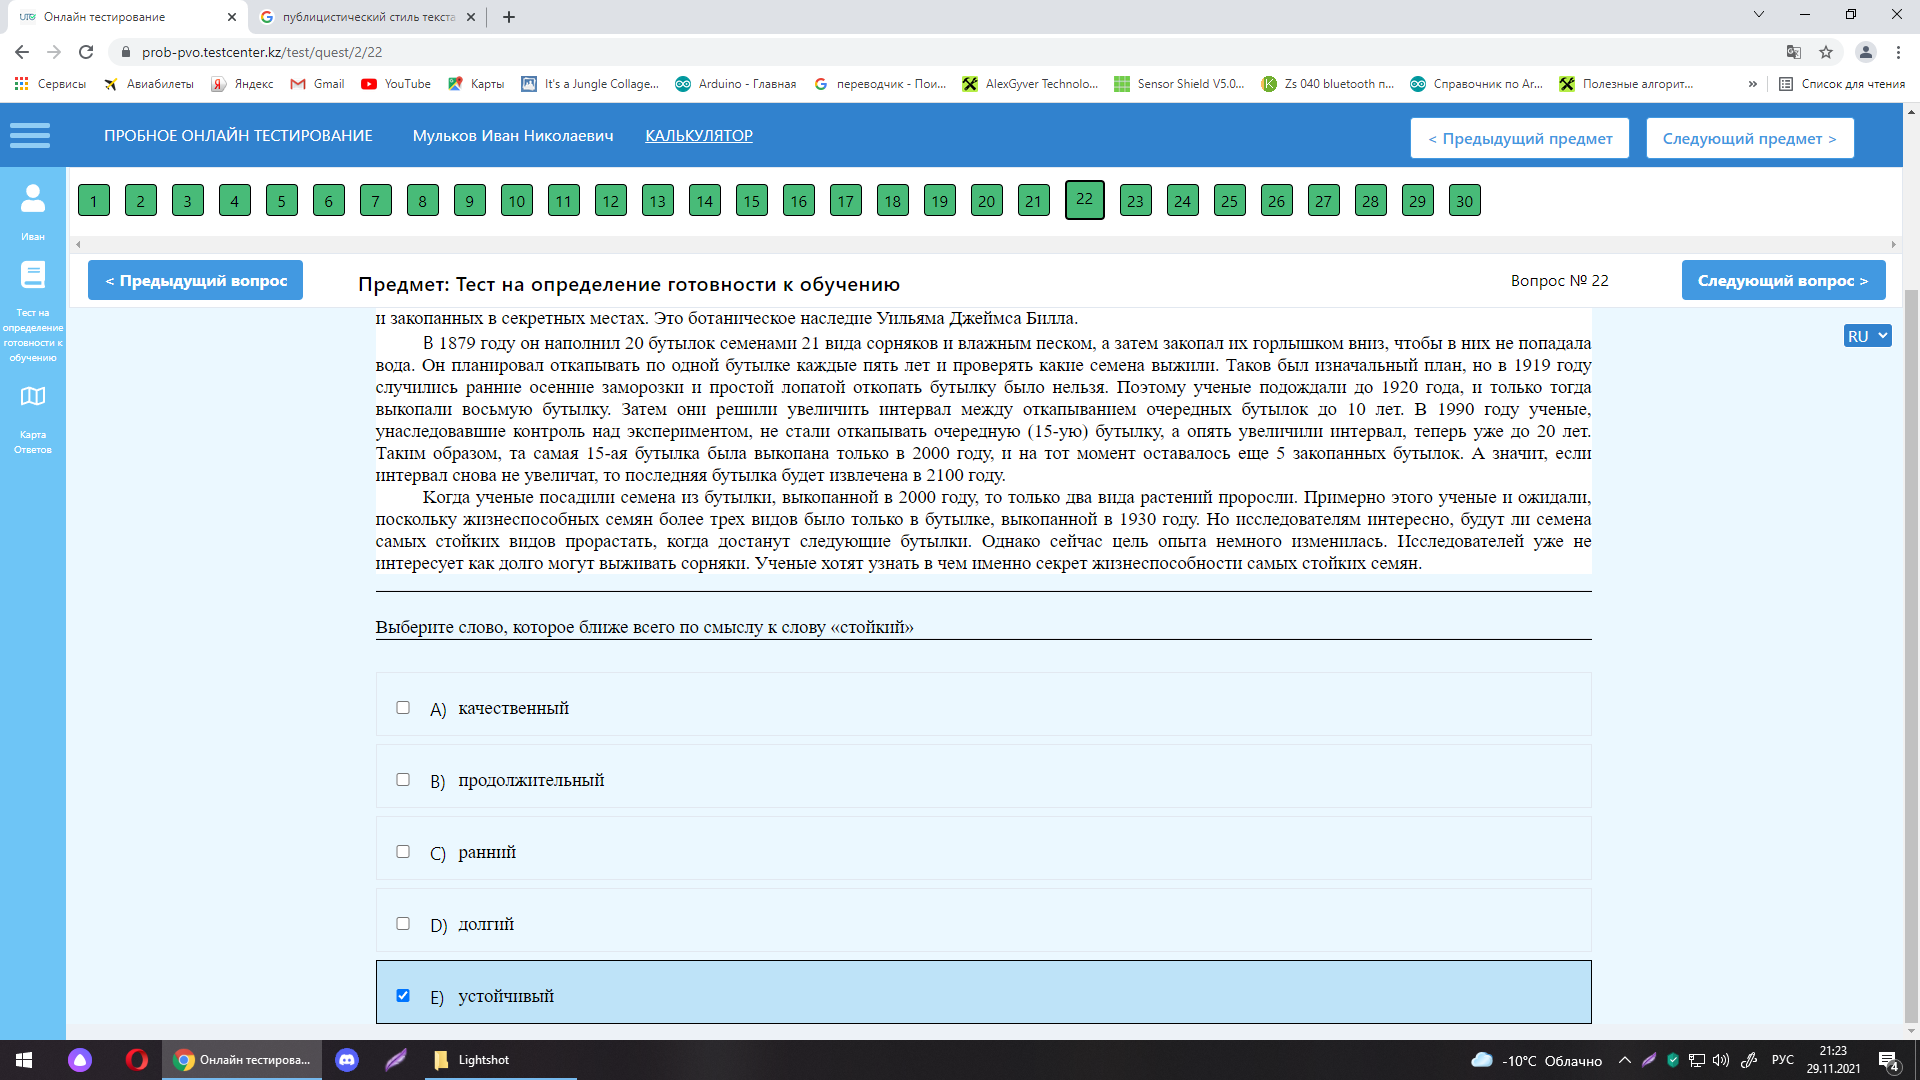 Онлайн тестирование
публицистический стиль текста
prob-pvo.testcenter.kz/test/quest/2/22
Сервисы Авиабилеты Яндекс Gmail YouTube Карты It's a Jungle Collage... Arduino - Главная переводчик - Пои... AlexGyver Technolo... Sensor Shield V5.0... Zs 040 bluetooth п... Справочник по Ar... Полезные алгорит... » Список для чтения
ПРОБНОЕ ОНЛАЙН ТЕСТИРОВАНИЕ Мульков Иван Николаевич КАЛЬКУЛЯТОР < Предыдущий предмет Следующий предмет >
1 2 3 4 5 6 7 8 9 10 11 12 13 14 15 16 17 18 19 20 21 22 23 24 25 26 27 28 29 30
Иван
Тест на
определение
готовности к
обучению
Карта
Ответов
< Предыдущий вопрос Предмет: Тест на определение готовности к обучению Вопрос № 22 Следующий вопрос >
RU
и закопанных в секретных местах. Это ботаническое наследие Уильяма Джеймса Билла.
В 1879 году он наполнил 20 бутылок семенами 21 вида сорняков и влажным песком, а затем закопал их горлышком вниз, чтобы в них не попадала
вода. Он планировал откапывать по одной бутылке каждые пять лет и проверять какие семена выжили. Таков был изначальный план, но в 1919 году
случились ранние осенние заморозки и простой лопатой откопать бутылку было нельзя. Поэтому ученые подождали до 1920 года, и только тогда
выкопали восьмую бутылку. Затем они решили увеличить интервал между откапыванием очередных бутылок до 10 лет. В 1990 году ученые,
унаследовавшие контроль над экспериментом, не стали откапывать очередную (15-ую) бутылку, а опять увеличили интервал, теперь уже до 20 лет.
Таким образом, та самая 15-ая бутылка была выкопана только в 2000 году, и на тот момент оставалось еще 5 закопанных бутылок. А значит, если
интервал снова не увеличат, то последняя бутылка будет извлечена в 2100 году.
Когда ученые посадили семена из бутылки, выкопанной в 2000 году, то только два вида растений проросли. Примерно этого ученые и ожидали,
поскольку жизнеспособных семян более трех видов было только в бутылке, выкопанной в 1930 году. Но исследователям интересно, будут ли семена
самых стойких видов прорастать, когда достанут следующие бутылки. Однако сейчас цель опыта немного изменилась. Исследователей уже не
интересует как долго могут выживать сорняки. Ученые хотят узнать в чем именно секрет жизнеспособности самых стойких семян.
Выберите слово, которое ближе всего по смыслу к слову «стойкий»
A) качественный
B) продолжительный
C) ранний
D) долгий
E) устойчивый
Онлайн тестирова... Lightshot -10°C Облачно РУС 21:23
29.11.2021 4